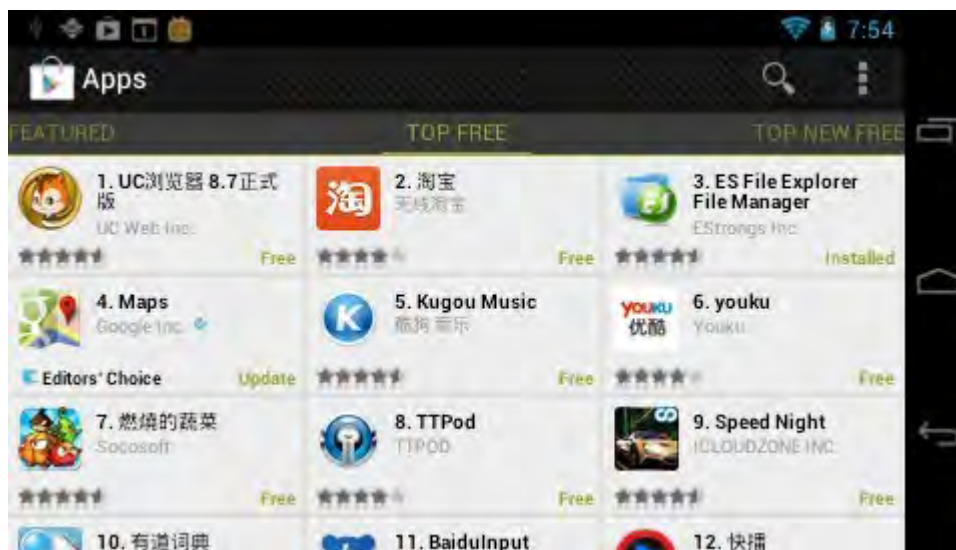 7:54
Apps
FEATURED
TOP FREE
TOP NEW FREE
1. UC浏览器 8.7正式
版
UC Web Inc.
Free
淘
2. 淘宝
无线淘宝
Free
3. ES File Explorer
File Manager
EStrongs Inc.
Installed
4. Maps
Google Inc.
Editors' Choice
Update
K
5. Kugou Music
酷狗音乐
Free
YOUKU
优酷
6. youku
Youku
Free
7. 燃燒的蔬菜
Socosoft
Free
8. TTPod
TTPOD
Free
9. Speed Night
ICLOUDZONE INC.
Free
10. 有道词典
11. BaiduInput
12. 快播